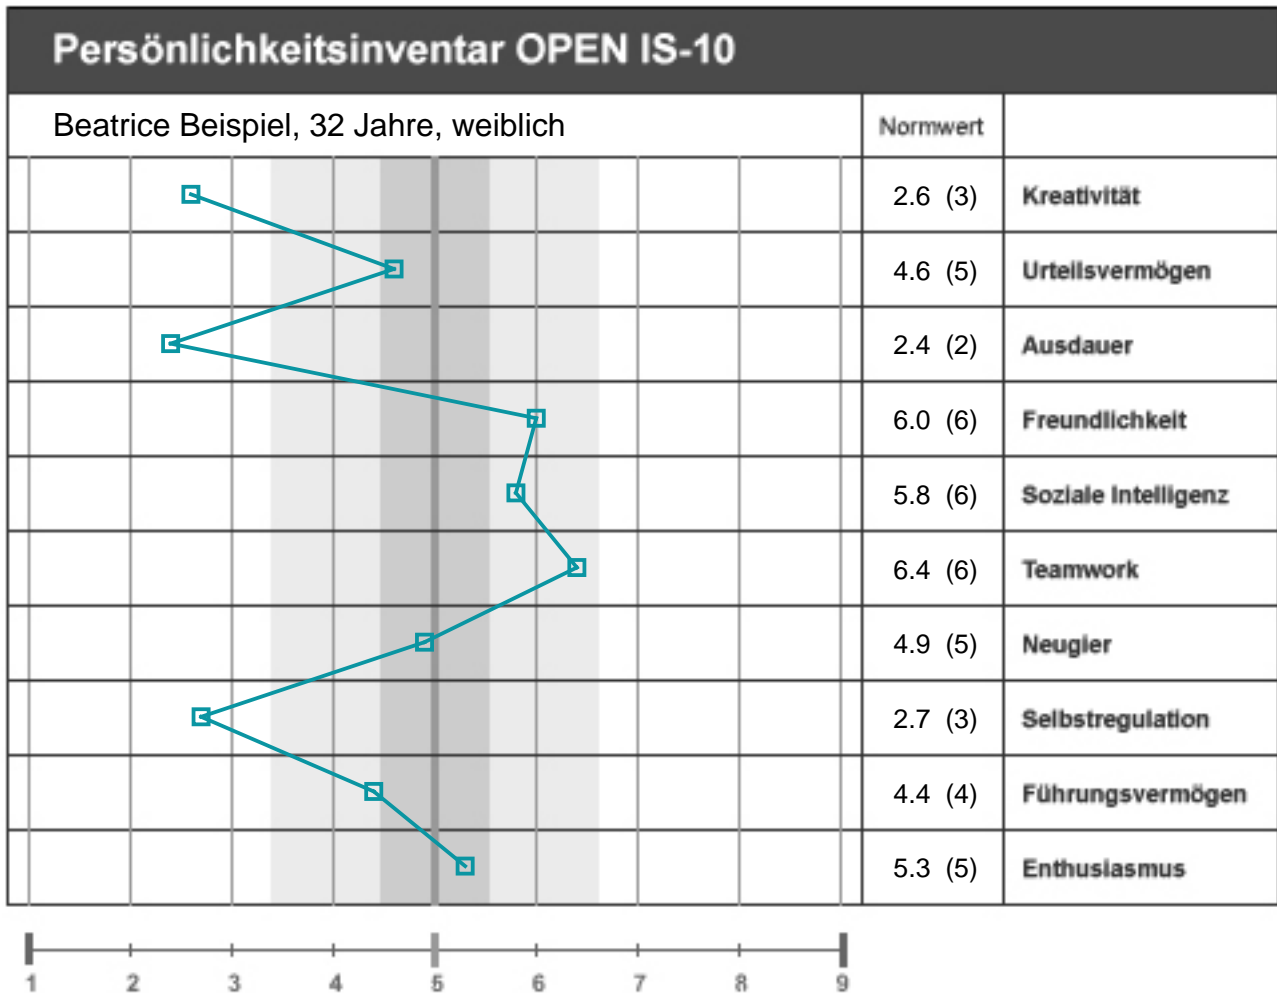 Persönlichkeitsinventar OPEN IS-10
Beatrice Beispiel, 32 Jahre, weiblich Normwert
2.6 (3) Kreativität
4.6 (5) Urteilsvermögen
2.4 (2) Ausdauer
6.0 (6) Freundlichkeit
5.8 (6) Soziale Intelligenz
6.4 (6) Teamwork
4.9 (5) Neugier
2.7 (3) Selbstregulation
4.4 (4) Führungsvermögen
5.3 (5) Enthusiasmus
1 2 3 4 5 6 7 8 9